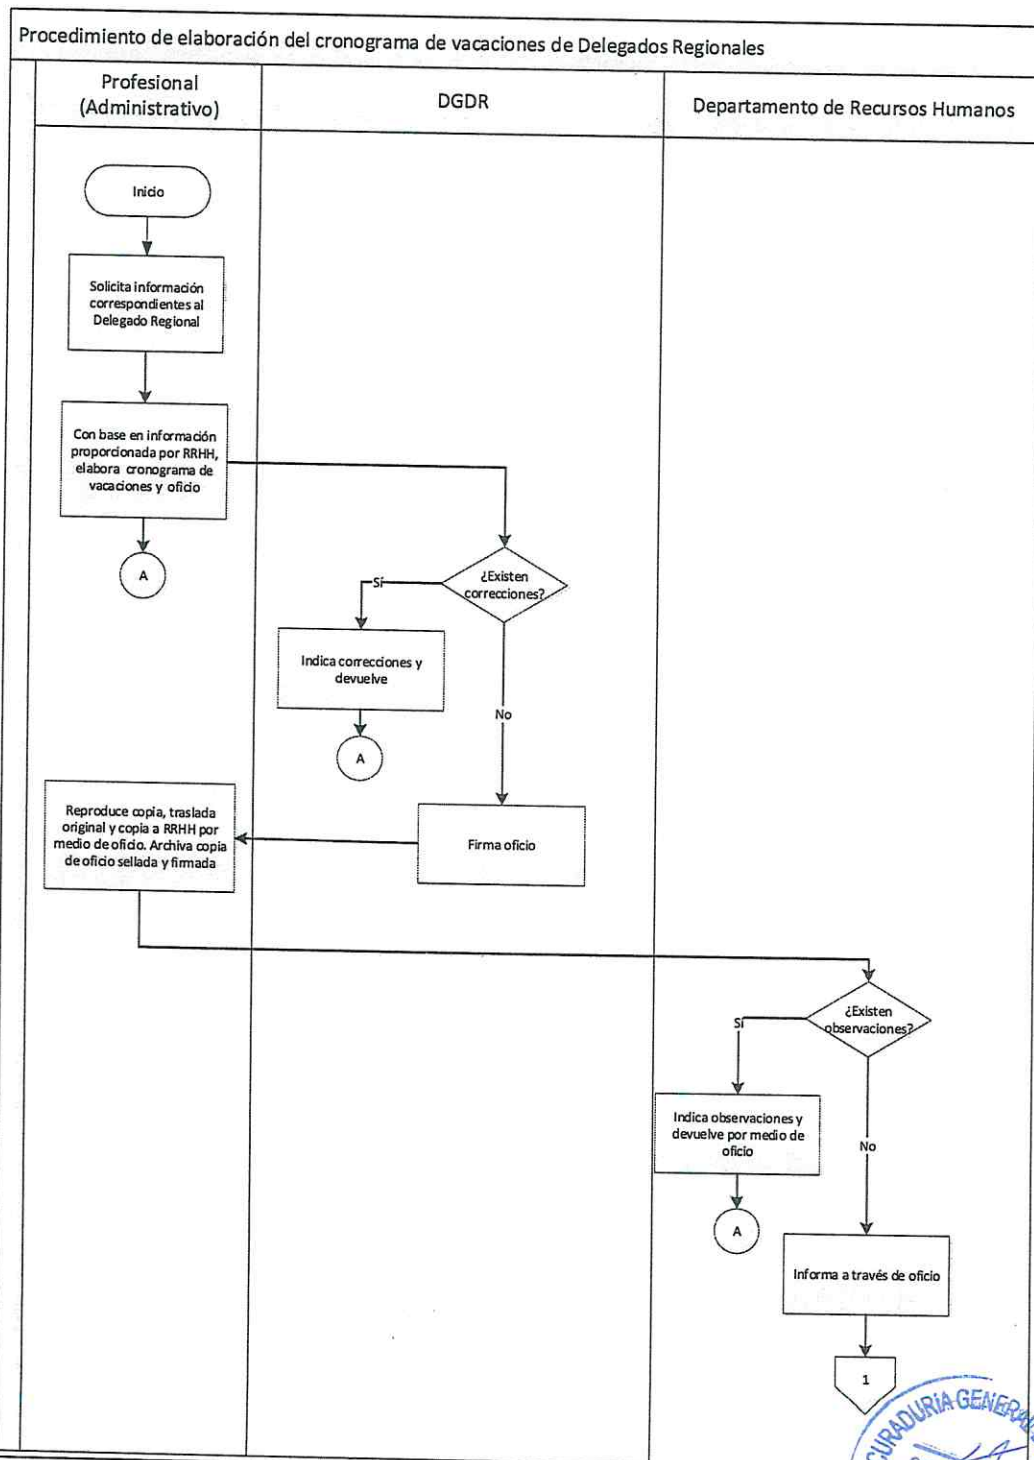 Procedimiento de elaboración del cronograma de vacaciones de Delegados Regionales
Profesional
(Administrativo)
DGDR
Departamento de Recursos Humanos
Inicio
Solicita información
correspondientes al
Delegado Regional
Con base en información
proporcionada por RRHH,
elabora cronograma de
vacaciones y oficio
A
¿Existen
correcciones?
Sí
Indica correcciones y
devuelve
No
A
Reproduce copia, traslada
original y copia a RRHH por
medio de oficio. Archiva copia
de oficio sellada y firmada
Firma oficio
¿Existen
observaciones?
Sí
Indica observaciones y
devuelve por medio de
oficio
No
A
Informa a través de oficio
1
CURADURÍA GENERAL